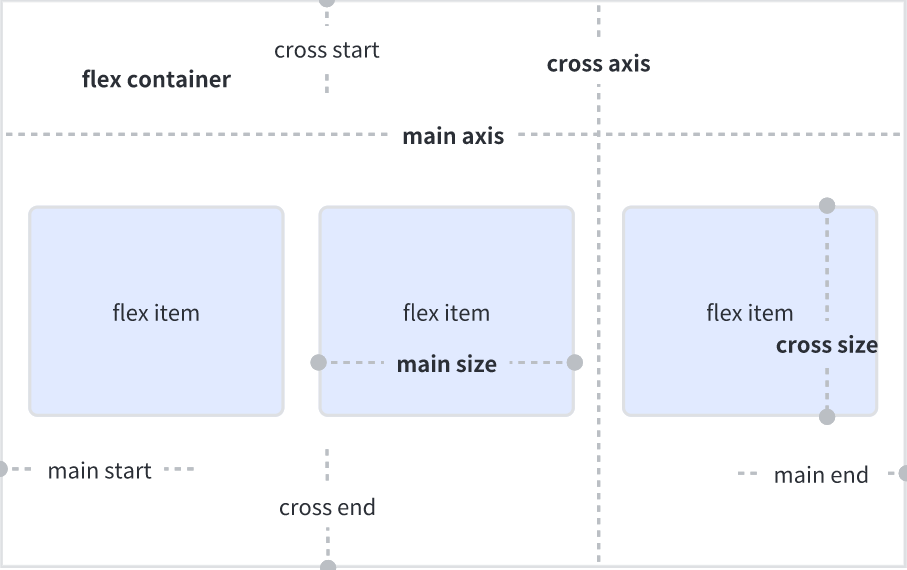 cross start
cross axis
flex container
main axis
flex item
flex item
flex item
cross size
main size
main start
main end
cross end